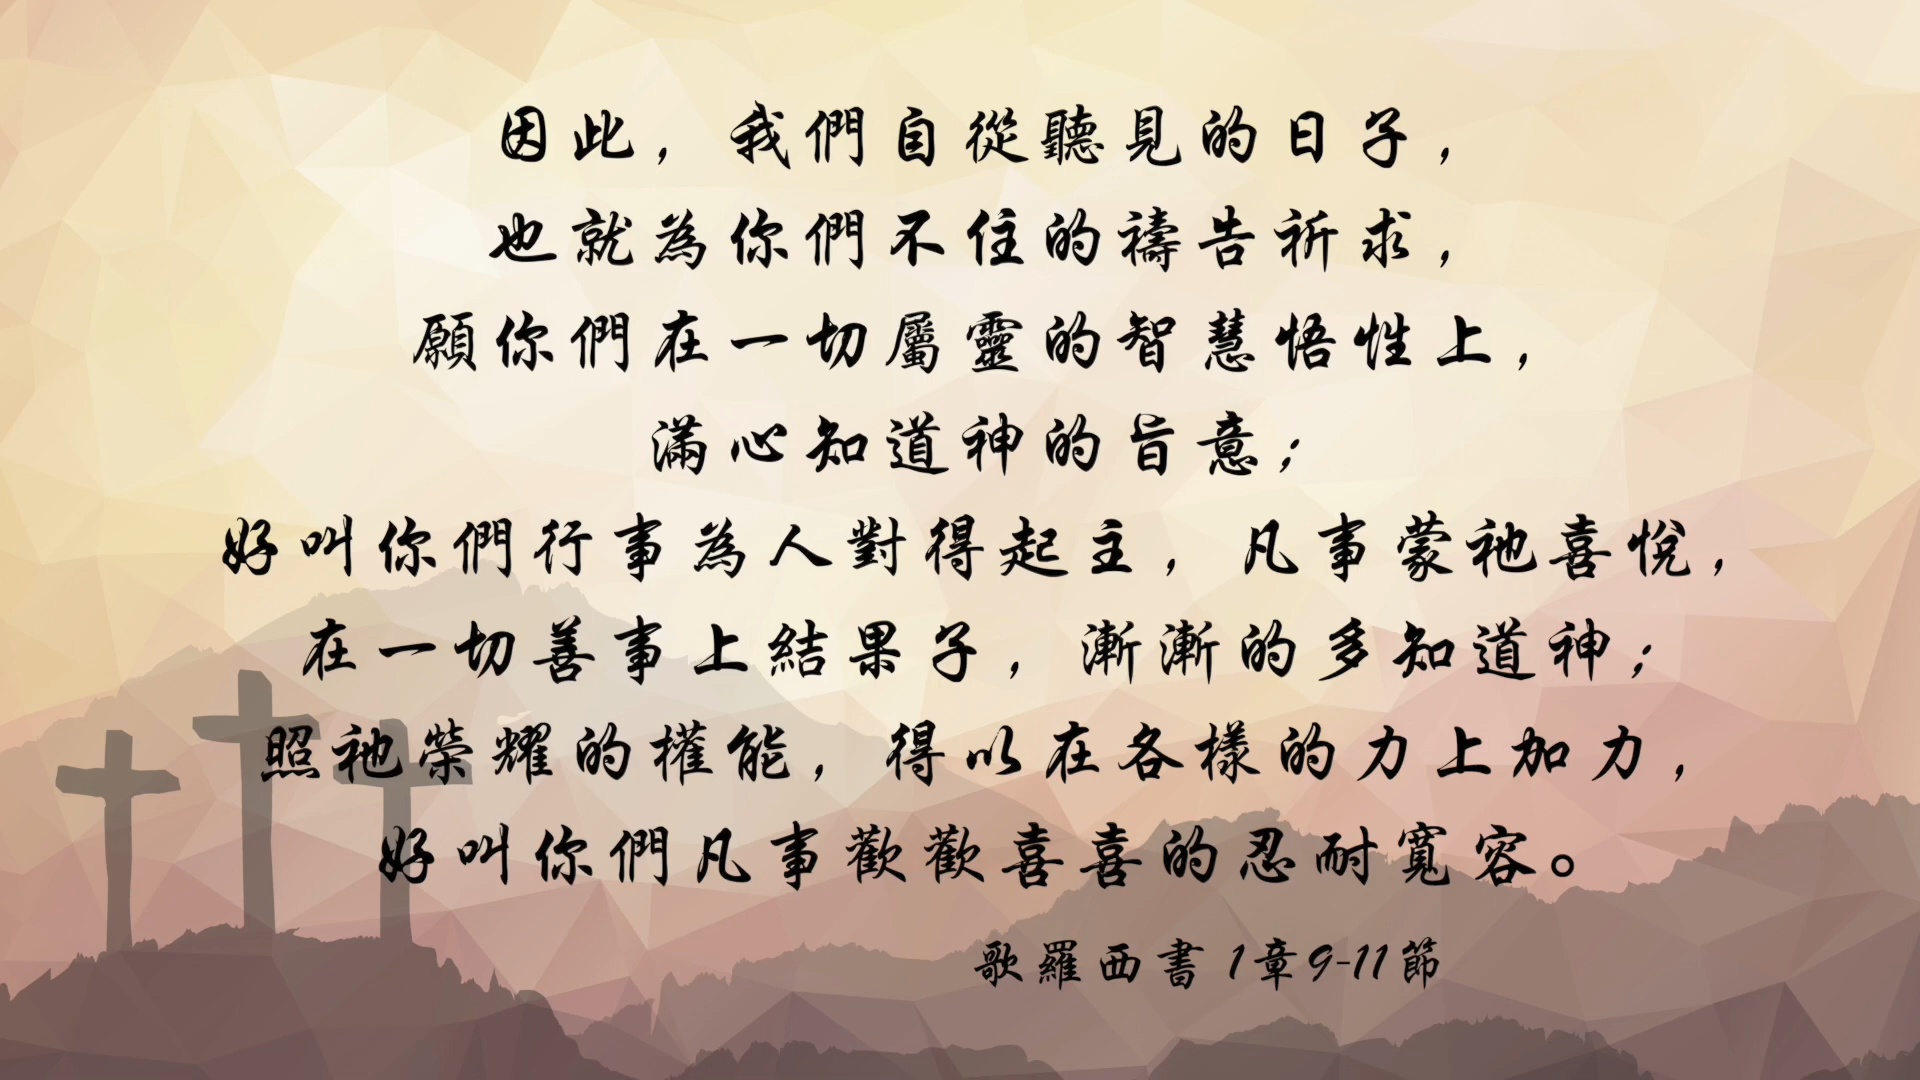 因此，我們自從聽見的日子，
也就為你們不住的禱告祈求，
願你們在一切屬靈的智慧悟性上，
滿心知道神的旨意；
好叫你們行事為人對得起主，凡事蒙祂喜悅，
在一切善事上結果子，漸漸的多知道神；
照祂榮耀的權能，得以在各樣的力上加力，
好叫你們凡事歡歡喜喜的忍耐寬容。
歌羅西書 1章9-11節